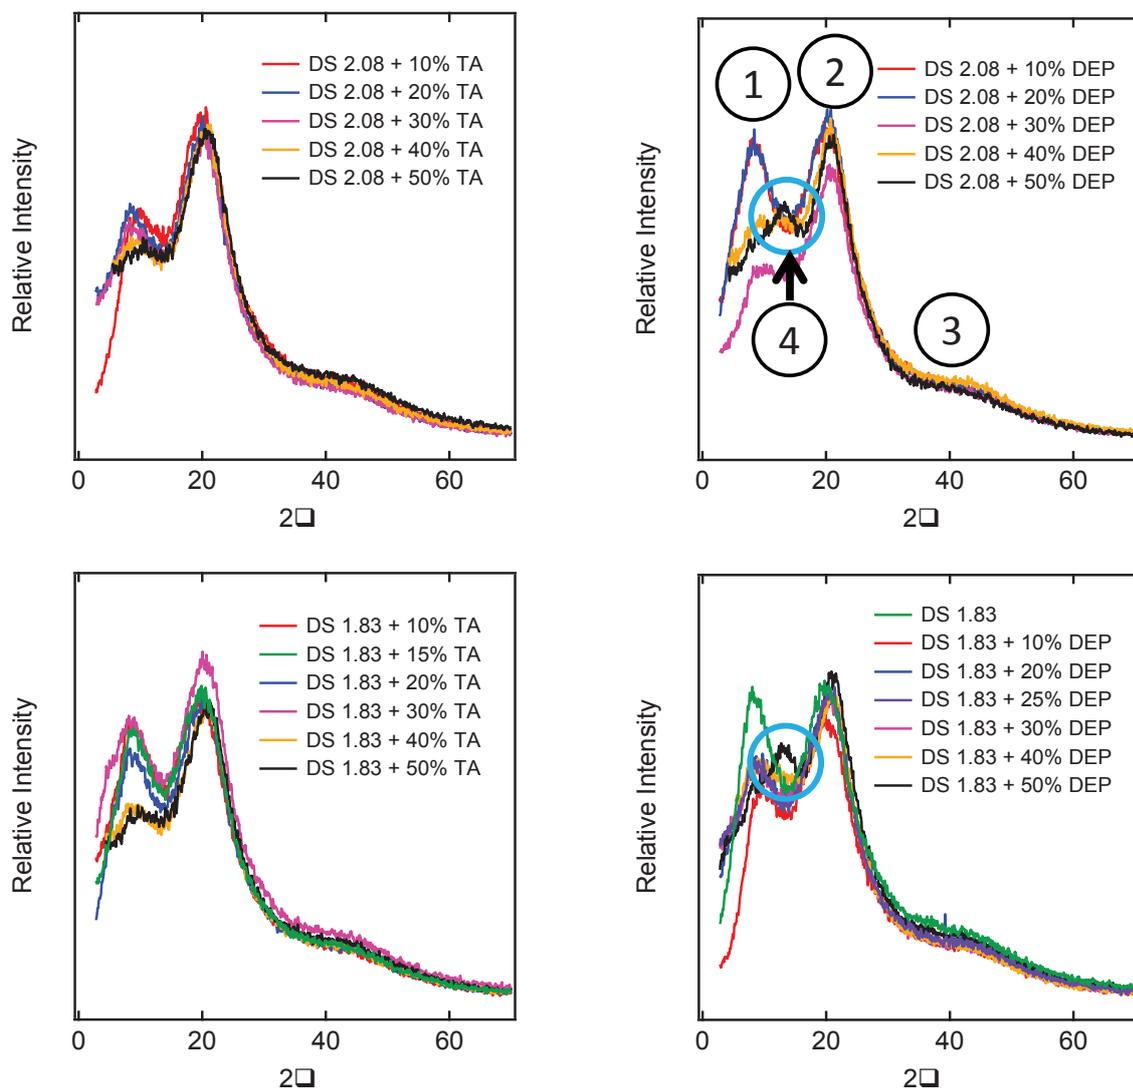 DS 2.08 + 10% TA
DS 2.08 + 20% TA
DS 2.08 + 30% TA
DS 2.08 + 40% TA
DS 2.08 + 50% TA
Relative Intensity
0 20 40 60
2❑
1
2
DS 2.08 + 10% DEP
DS 2.08 + 20% DEP
DS 2.08 + 30% DEP
DS 2.08 + 40% DEP
DS 2.08 + 50% DEP
3
4
Relative Intensity
0 20 40 60
2❑
DS 1.83 + 10% TA
DS 1.83 + 15% TA
DS 1.83 + 20% TA
DS 1.83 + 30% TA
DS 1.83 + 40% TA
DS 1.83 + 50% TA
Relative Intensity
0 20 40 60
2❑
DS 1.83
DS 1.83 + 10% DEP
DS 1.83 + 20% DEP
DS 1.83 + 25% DEP
DS 1.83 + 30% DEP
DS 1.83 + 40% DEP
DS 1.83 + 50% DEP
Relative Intensity
0 20 40 60
2❑